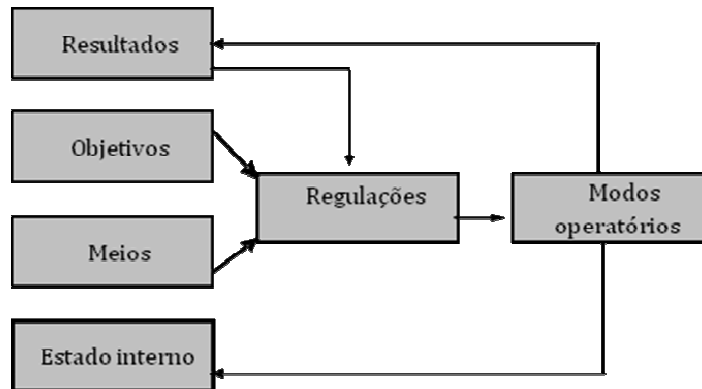 Resultados
Objetivos
Meios
Estado interno
Regulações
Modos
operatórios